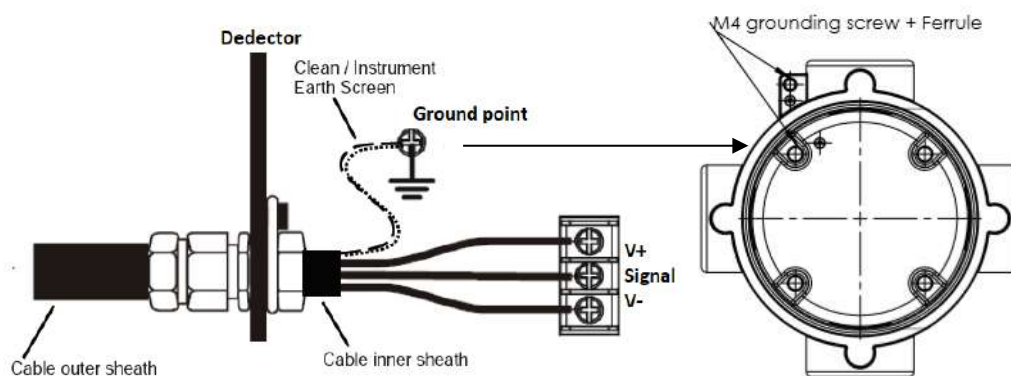 M4 grounding screw + Ferrule
Dedector
Clean / Instrument
Earth Screen
Ground point
V+
Signal
V-
Cable outer sheath
Cable inner sheath